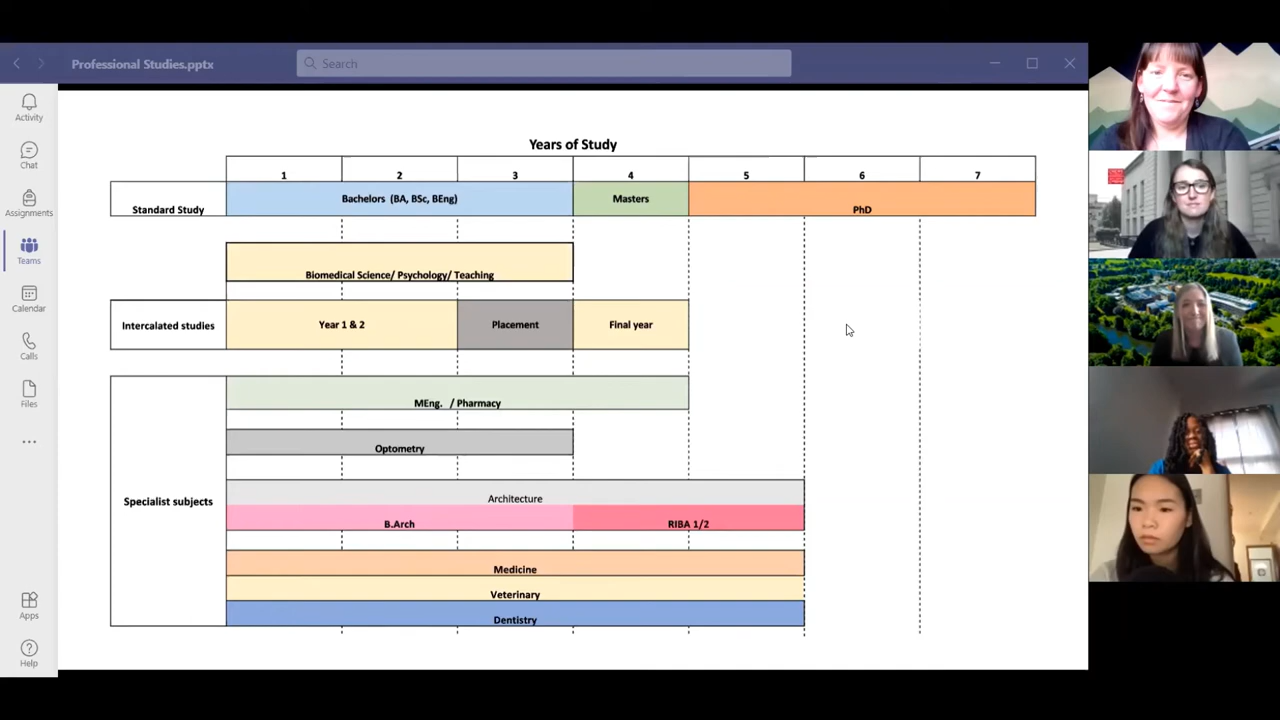 Professional Studies.pptx
Search
Activity
Chat
Assignments
Teams
Calendar
Calls
Files
Apps
Help
Years of Study
1 2 3 4 5 6 7
Standard Study
Bachelors (BA, BSc, BEng)
Masters
PhD
Biomedical Science/ Psychology/ Teaching
Intercalated studies
Year 1 & 2
Placement
Final year
Specialist subjects
MEng. / Pharmacy
Optometry
Architecture
B.Arch
RIBA 1/2
Medicine
Veterinary
Dentistry